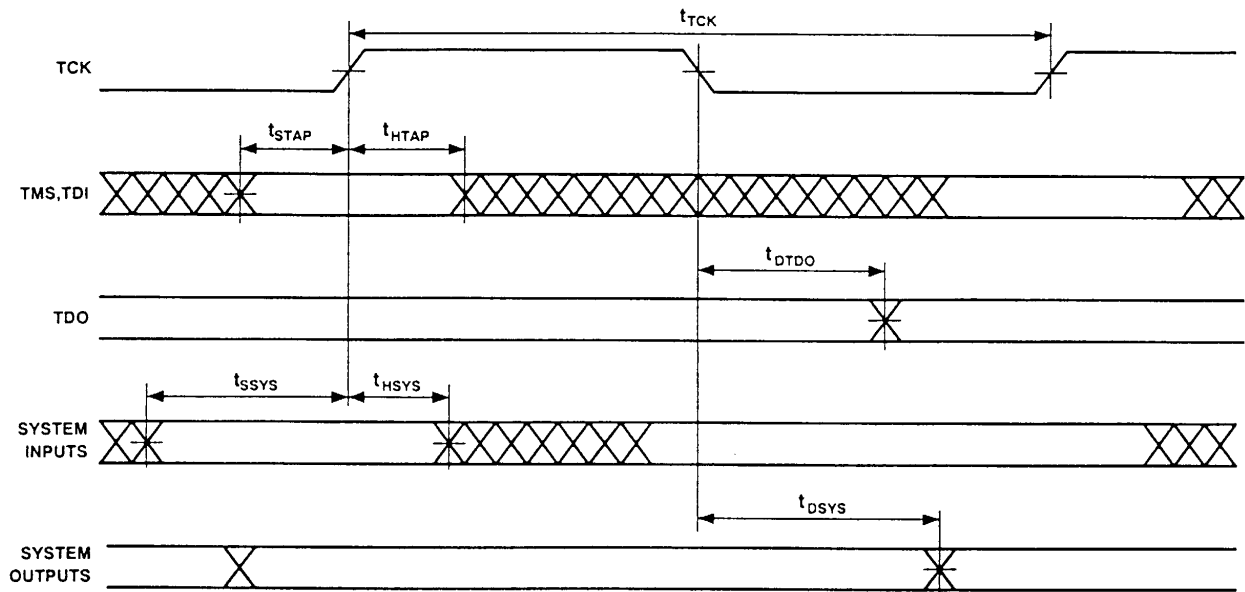 tTCK
TCK
tSTAP
tHTAP
TMS,TDI
tDTDO
TDO
tSSYS
tHSYS
SYSTEM
INPUTS
tDSYS
SYSTEM
OUTPUTS